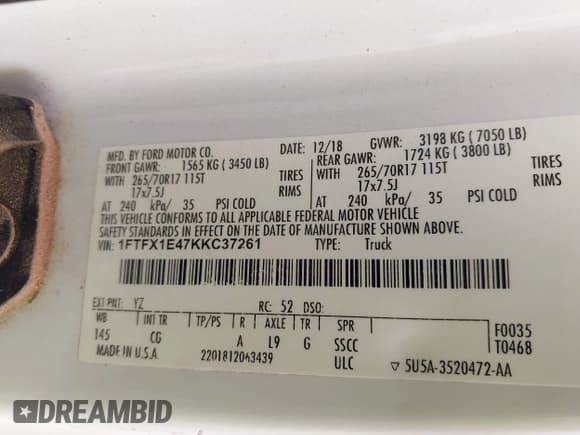 MFD. BY FORD MOTOR CO. DATE: 12/18 GVWR: 3198 KG ( 7050 LB)
FRONT GAWR: 1565 KG ( 3450 LB) REAR GAWR: 1724 KG ( 3800 LB)
265/70R17 115T TIRES 265/70R17 115T TIRES
17x7.5J RIMS 17x7.5J RIMS
AT 240 kPa/ 35 PSI COLD AT 240 kPa/ 35 PSI COLD
THIS VEHICLE CONFORMS TO ALL APPLICABLE FEDERAL MOTOR VEHICLE
SAFETY STANDARDS IN EFFECT ON THE DATE OF MANUFACTURE SHOWN ABOVE.
VIN: 1FTFX1E47KKC37261 TYPE: Truck
EXT PNT: YZ RC: 52 DSO:
WB INT TR TP/PS R AXLE TR SPR F0035
145 CG A L9 G SSCC T0468
MADE IN U.S.A. 2201812043439 ULC ▽ 5U5A-3520472-AA
DREAMBID